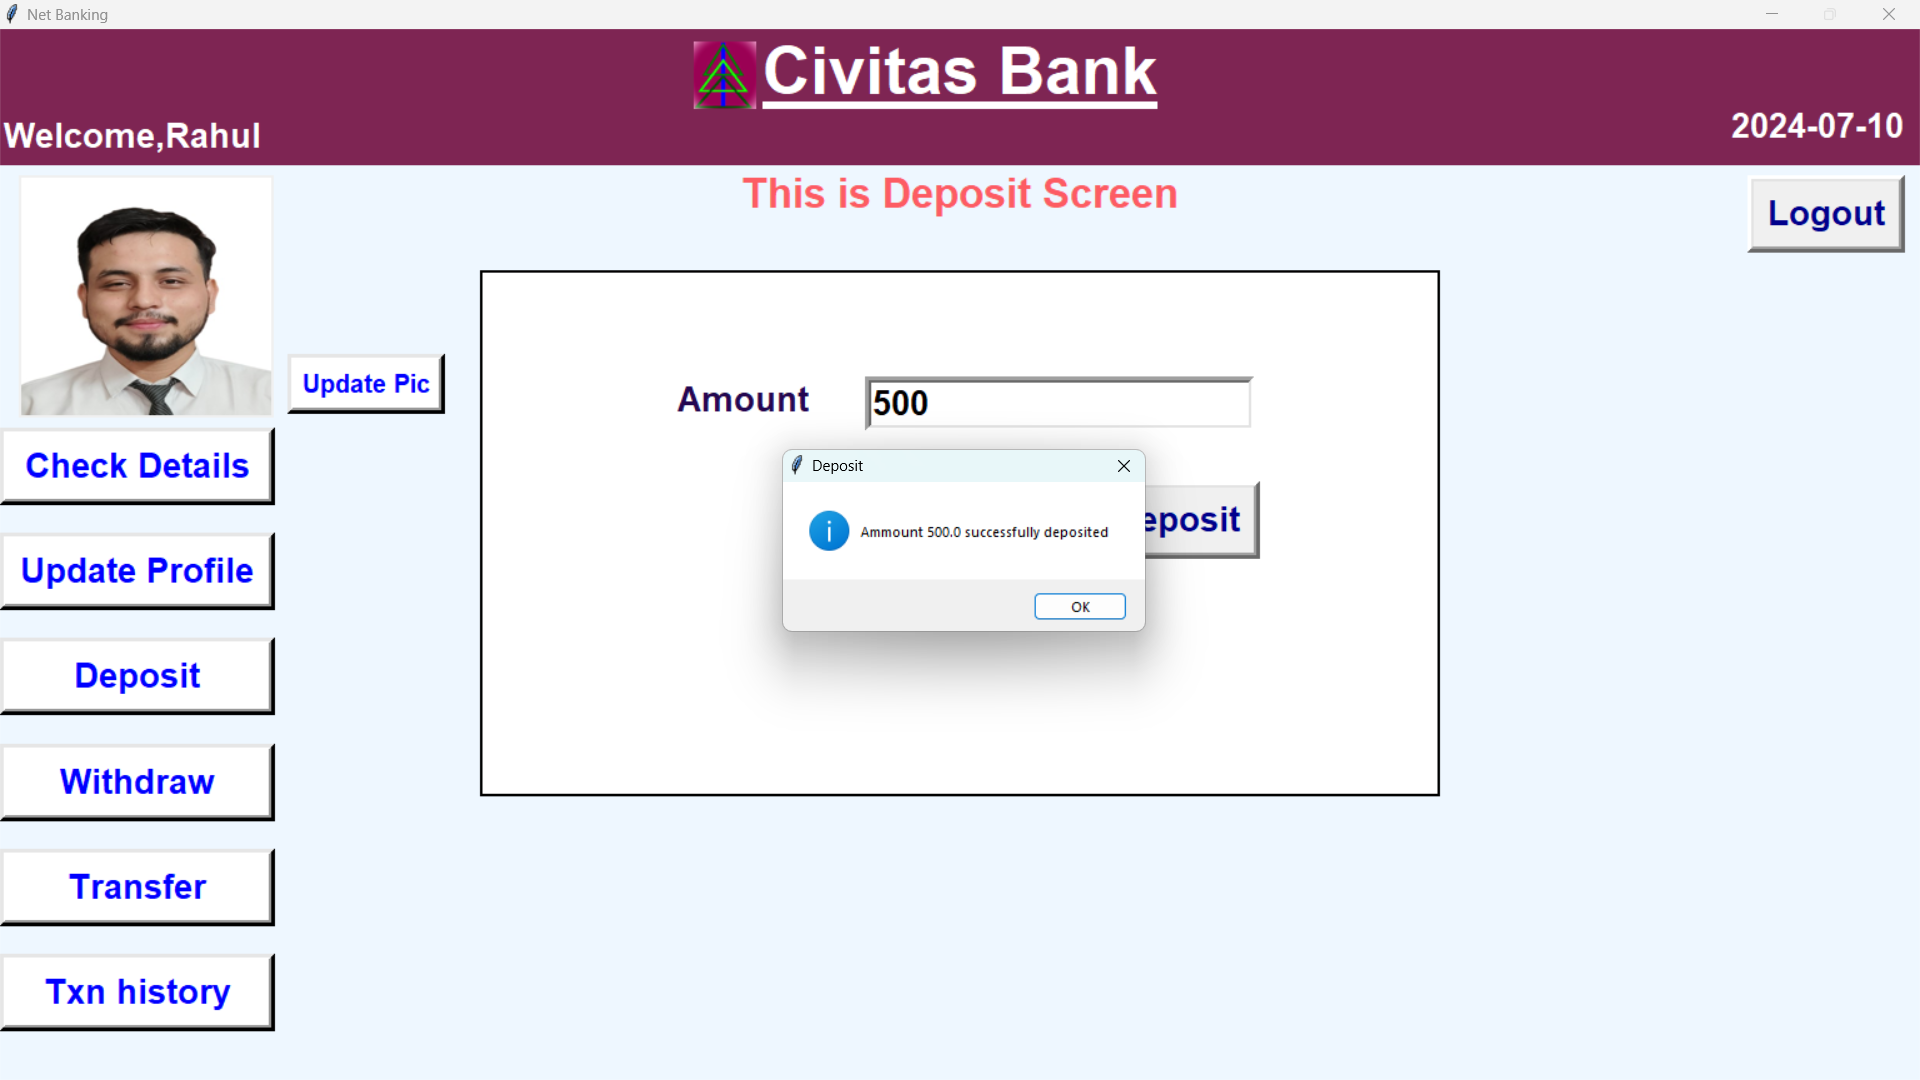 Net Banking
Civitas Bank
Welcome,Rahul
2024-07-10
This is Deposit Screen
Logout
Update Pic
Amount
500
Check Details
Deposit
Ammount 500.0 successfully deposited
eposit
OK
Update Profile
Deposit
Withdraw
Transfer
Txn history